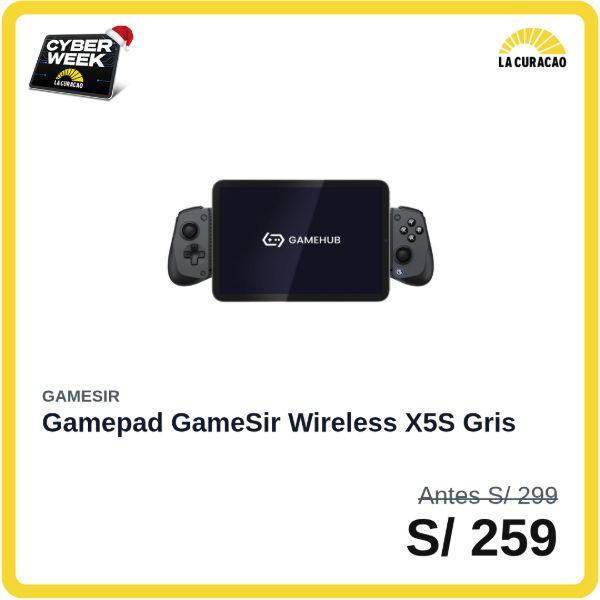 CYBER
WEEK
LA CURACAO
LA CURACAO
GAMEHUB
GAMESIR
Gamepad GameSir Wireless X5S Gris
Antes S/ 299
S/ 259